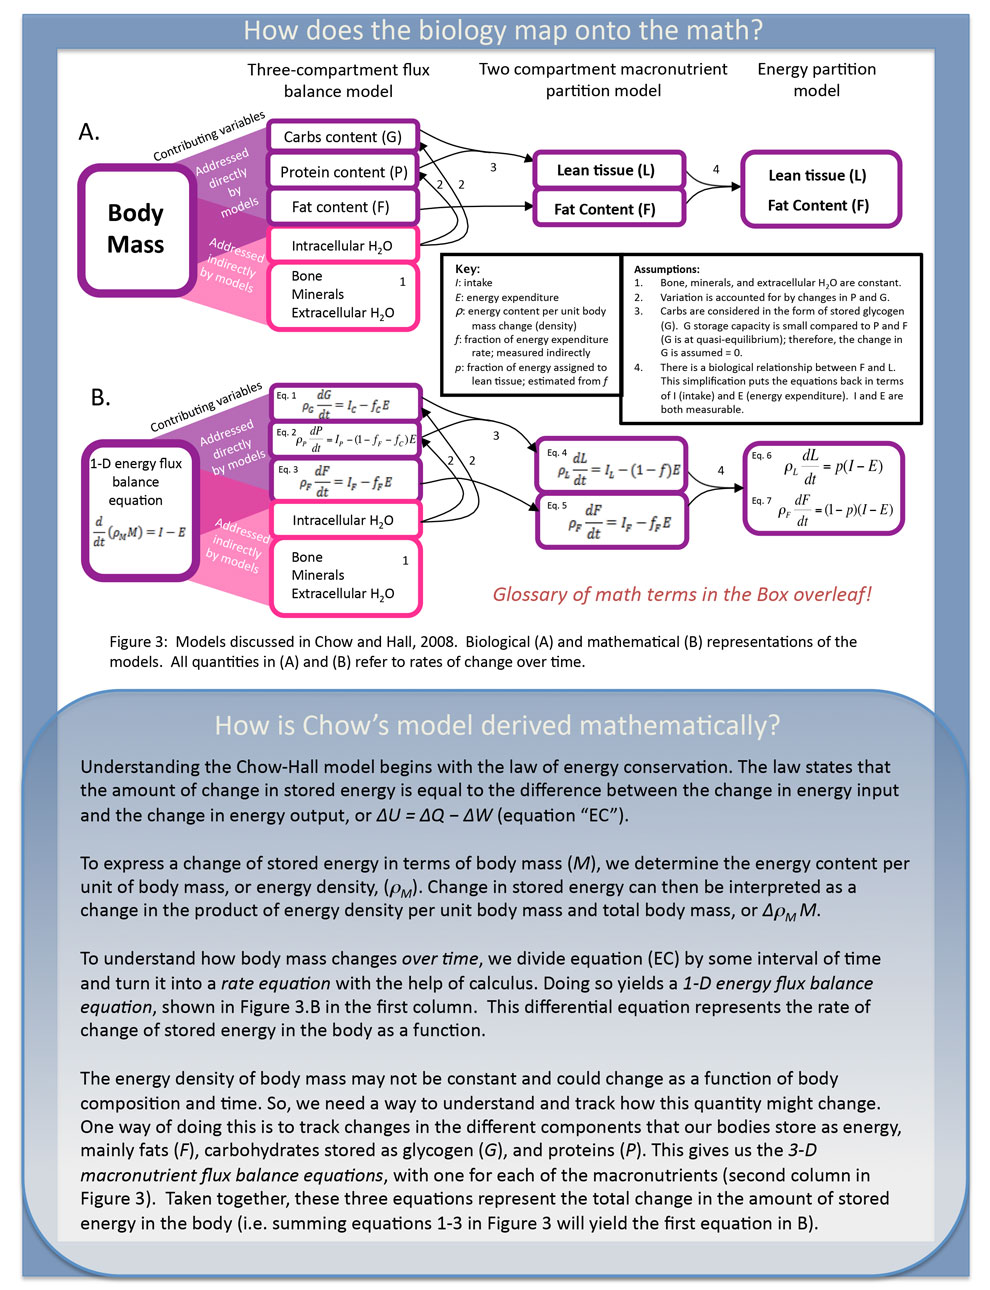 How does the biology map onto the math?
Three-compartment flux
balance model
Two compartment macronutrient
partition model
Energy partition
model
A.
Contributing variables
Addressed
directly
by
models
Addressed
indirectly
by models
Body
Mass
Carbs content (G)
Protein content (P)
Fat content (F)
Intracellular H₂O
Bone
Minerals
Extracellular H₂O
1
2 2
3
Lean tissue (L)
Fat Content (F)
4
Lean tissue (L)
Fat Content (F)
Key:
I: intake
E: energy expenditure
ρ: energy content per unit body
mass change (density)
f: fraction of energy expenditure
rate; measured indirectly
p: fraction of energy assigned to
lean tissue; estimated from f
Assumptions:
1. Bone, minerals, and extracellular H₂O are constant.
2. Variation is accounted for by changes in P and G.
3. Carbs are considered in the form of stored glycogen
(G). G storage capacity is small compared to P and F
(G is at quasi-equilibrium); therefore, the change in
G is assumed = 0.
4. There is a biological relationship between F and L.
This simplification puts the equations back in terms
of I (intake) and E (energy expenditure). I and E are
both measurable.
B.
Contributing variables
Addressed
directly
by models
Addressed
indirectly
by models
1-D energy flux
balance
equation
d/dt (ρ_M M) = I − E
Eq. 1 ρ_G dG/dt = I_C − f_C E
Eq. 2 ρ_P dP/dt = I_P − (1 − f_F − f_C)E
Eq. 3 ρ_F dF/dt = I_F − f_F E
Intracellular H₂O
Bone
Minerals
Extracellular H₂O
1
2 2
3
Eq. 4 ρ_L dL/dt = I_L − (1 − f)E
Eq. 5 ρ_F dF/dt = I_F − f_F E
4
Eq. 6 ρ_L dL/dt = p(I − E)
Eq. 7 ρ_F dF/dt = (1 − p)(I − E)
Glossary of math terms in the Box overleaf!
Figure 3: Models discussed in Chow and Hall, 2008. Biological (A) and mathematical (B) representations of the
models. All quantities in (A) and (B) refer to rates of change over time.
How is Chow’s model derived mathematically?
Understanding the Chow-Hall model begins with the law of energy conservation. The law states that
the amount of change in stored energy is equal to the difference between the change in energy input
and the change in energy output, or ΔU = ΔQ − ΔW (equation “EC”).
To express a change of stored energy in terms of body mass (M), we determine the energy content per
unit of body mass, or energy density, (ρ_M). Change in stored energy can then be interpreted as a
change in the product of energy density per unit body mass and total body mass, or Δρ_M M.
To understand how body mass changes over time, we divide equation (EC) by some interval of time
and turn it into a rate equation with the help of calculus. Doing so yields a 1-D energy flux balance
equation, shown in Figure 3.B in the first column. This differential equation represents the rate of
change of stored energy in the body as a function.
The energy density of body mass may not be constant and could change as a function of body
composition and time. So, we need a way to understand and track how this quantity might change.
One way of doing this is to track changes in the different components that our bodies store as energy,
mainly fats (F), carbohydrates stored as glycogen (G), and proteins (P). This gives us the 3-D
macronutrient flux balance equations, with one for each of the macronutrients (second column in
Figure 3). Taken together, these three equations represent the total change in the amount of stored
energy in the body (i.e. summing equations 1-3 in Figure 3 will yield the first equation in B).